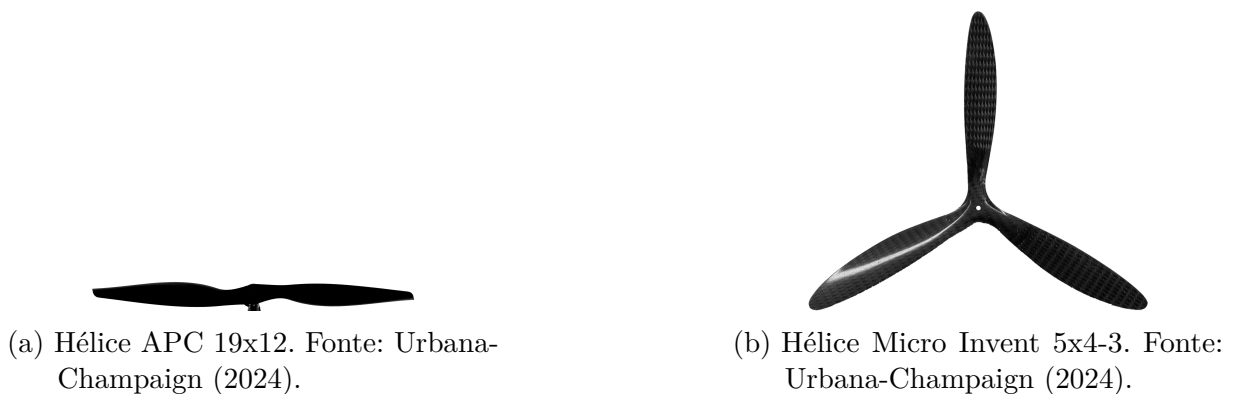 (a) Hélice APC 19x12. Fonte: Urbana-
Champaign (2024).
(b) Hélice Micro Invent 5x4-3. Fonte:
Urbana-Champaign (2024).